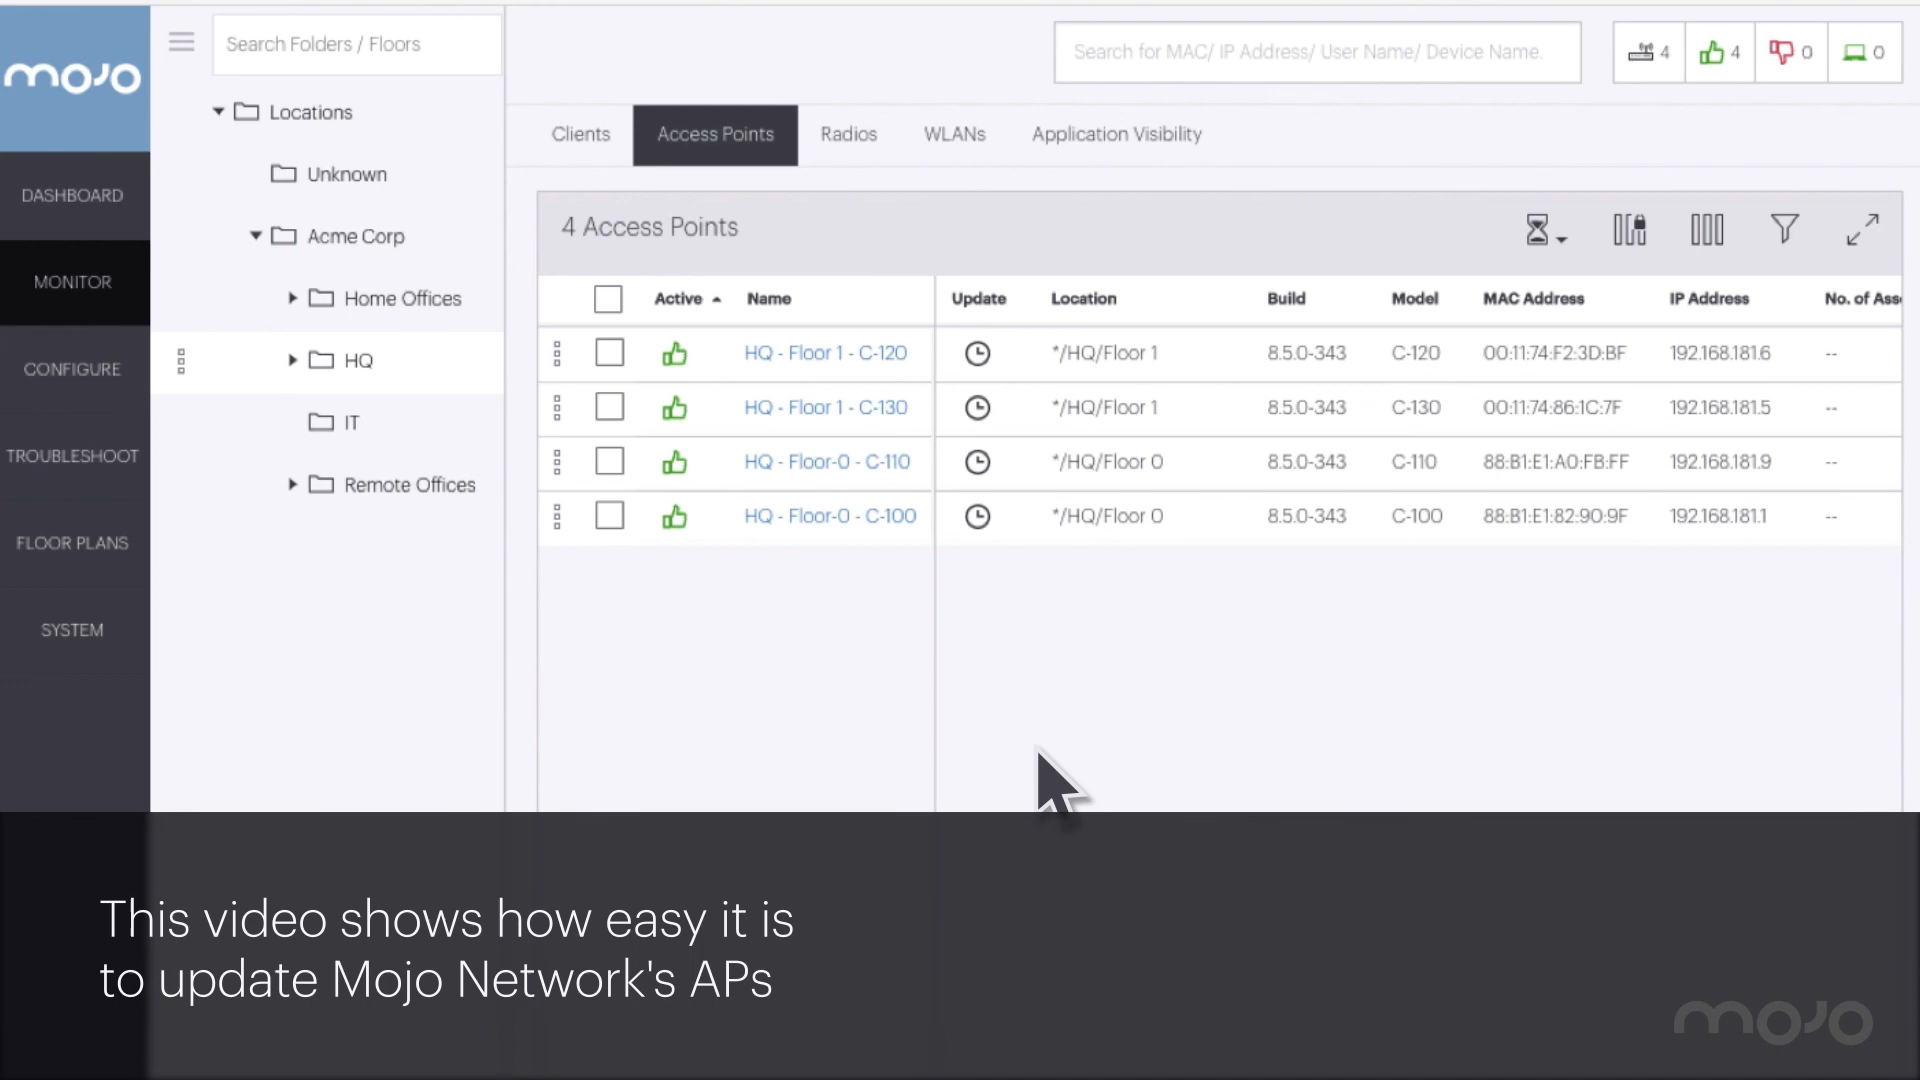 mojo
Search Folders / Floors
Search for MAC/ IP Address/ User Name/ Device Name.
4
4
0
0
Locations
Unknown
Acme Corp
Home Offices
HQ
IT
Remote Offices
DASHBOARD
MONITOR
CONFIGURE
TROUBLESHOOT
FLOOR PLANS
SYSTEM
Clients Access Points Radios WLANs Application Visibility
4 Access Points
Active Name Update Location Build Model MAC Address IP Address No. of Ass
HQ - Floor 1 - C-120 */HQ/Floor 1 8.5.0-343 C-120 00:11:74:F2:3D:BF 192.168.181.6 --
HQ - Floor 1 - C-130 */HQ/Floor 1 8.5.0-343 C-130 00:11:74:86:1C:7F 192.168.181.5 --
HQ - Floor-0 - C-110 */HQ/Floor 0 8.5.0-343 C-110 88:B1:E1:A0:FB:FF 192.168.181.9 --
HQ - Floor-0 - C-100 */HQ/Floor 0 8.5.0-343 C-100 88:B1:E1:82:90:9F 192.168.181.1 --
This video shows how easy it is
to update Mojo Network's APs
mojo